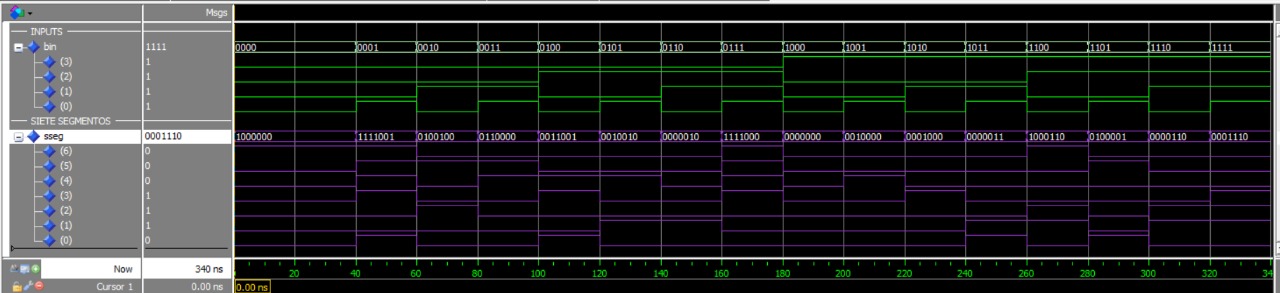 Msgs
INPUTS
bin 1111 0000 0001 0010 0011 0100 0101 0110 0111 1000 1001 1010 1011 1100 1101 1110 1111
(3) 1
(2) 1
(1) 1
(0) 1
SIETE SEGMENTOS
sseg 0001110 1000000 1111001 0100100 0110000 0011001 0010010 0000010 1111000 0000000 0010000 0001000 0000011 1000110 0100001 0000110 0001110
(6) 0
(5) 0
(4) 0
(3) 1
(2) 1
(1) 1
(0) 0
Now 340 ns 20 40 60 80 100 120 140 160 180 200 220 240 260 280 300 320 34
Cursor 1 0.00 ns 0.00 ns